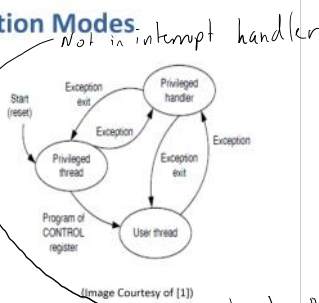 tion Modes
Not in interrupt handler
Privileged
handler
Exception
exit
Start
(reset)
Exception
Exception
Privileged
thread
Exception
exit
Program of
CONTROL
register
User thread
(Image Courtesy of [1])